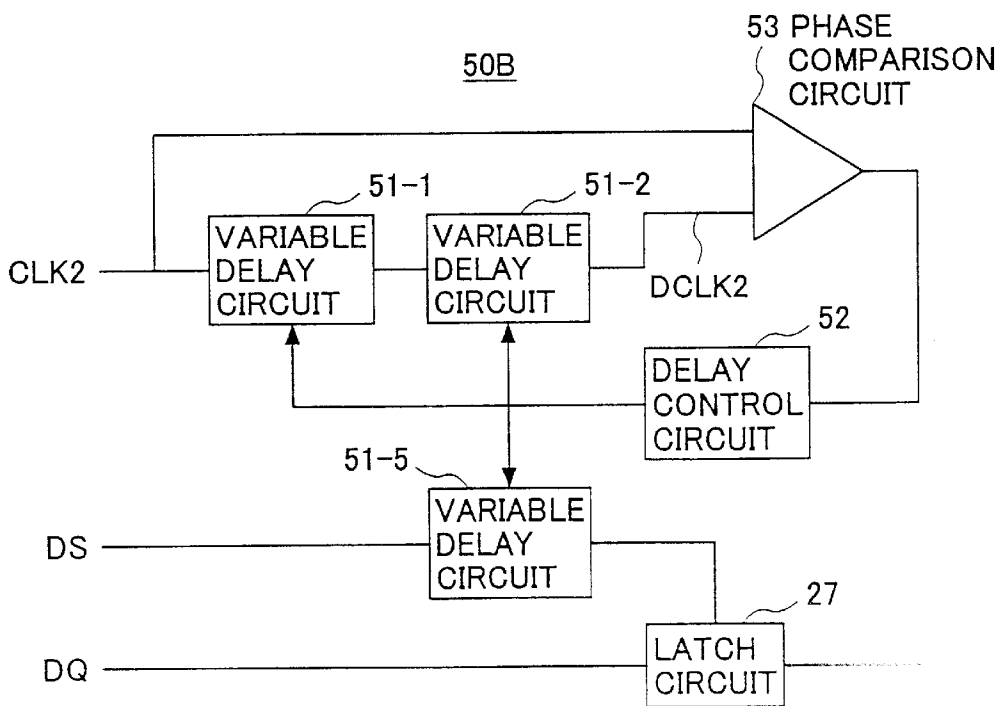 50B
53 PHASE
COMPARISON
CIRCUIT
51-1
51-2
CLK2
VARIABLE
DELAY
CIRCUIT
VARIABLE
DELAY
CIRCUIT
DCLK2
52
DELAY
CONTROL
CIRCUIT
51-5
DS
VARIABLE
DELAY
CIRCUIT
27
DQ
LATCH
CIRCUIT